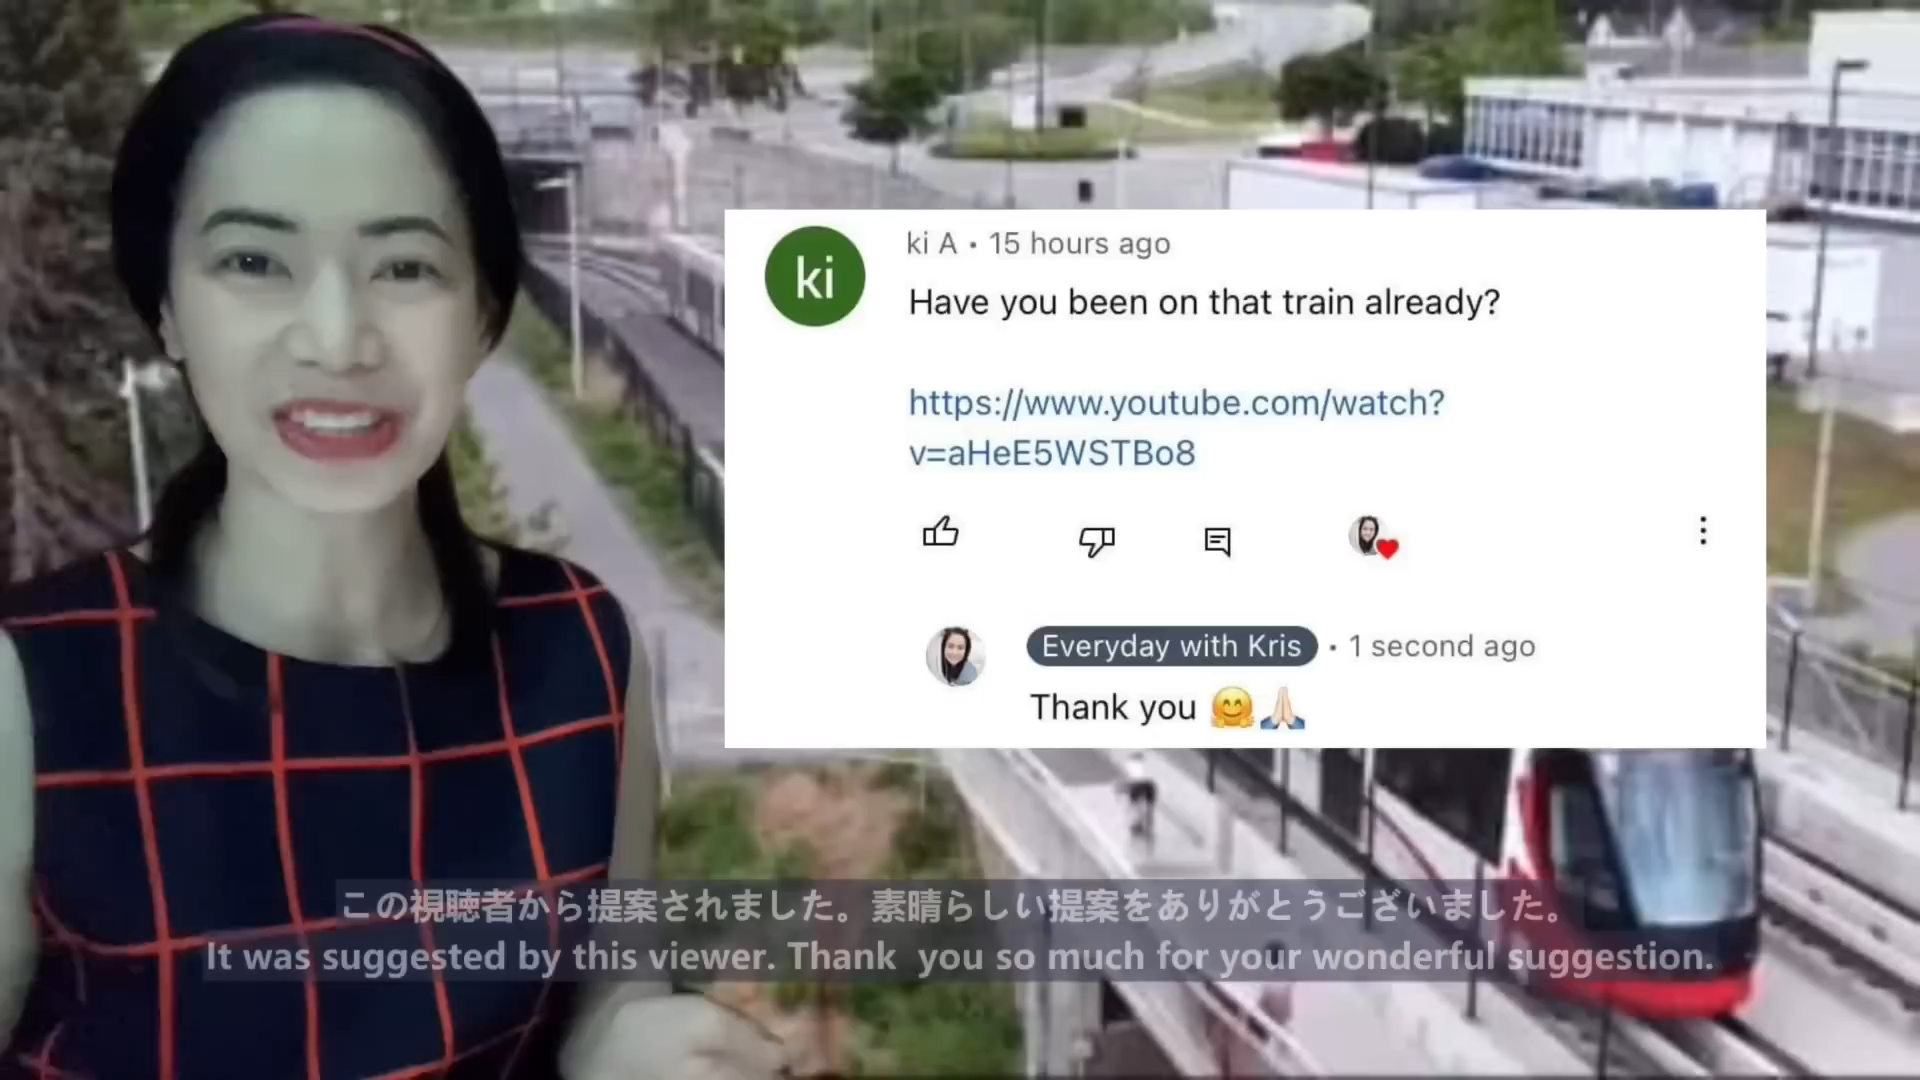 ki
ki A • 15 hours ago
Have you been on that train already?
https://www.youtube.com/watch?
v=aHeE5WSTBo8
Everyday with Kris • 1 second ago
Thank you 🤗🙏🏻
この視聴者から提案されました。素晴らしい提案をありがとうございました。
It was suggested by this viewer. Thank  you so much for your wonderful suggestion.